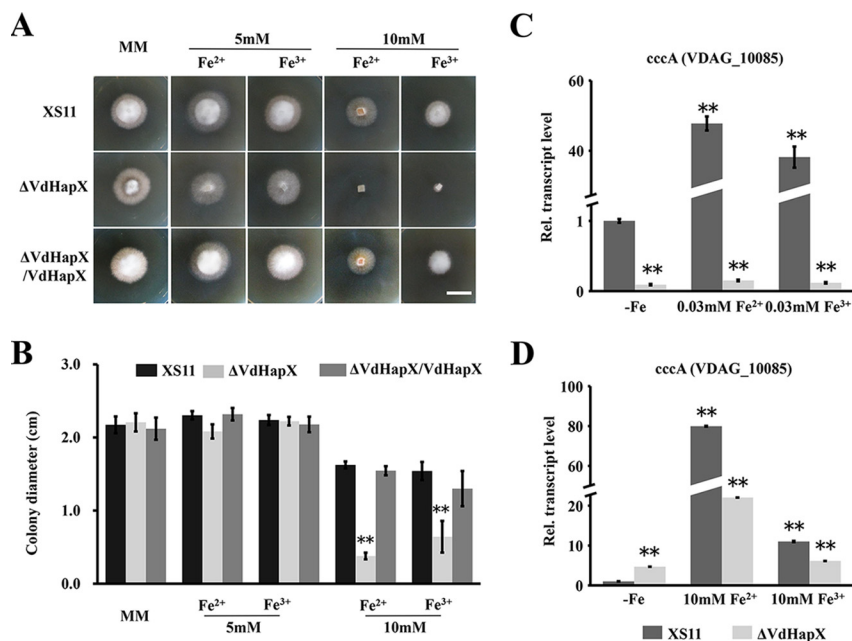 A
MM
5mM
10mM
Fe²⁺
Fe³⁺
Fe²⁺
Fe³⁺
XS11
ΔVdHapX
ΔVdHapX
/VdHapX
B
XS11
ΔVdHapX
ΔVdHapX/VdHapX
Colony diameter (cm)
3.0
2.0
1.0
0.0
**
**
MM
Fe²⁺
Fe³⁺
Fe²⁺
Fe³⁺
5mM
10mM
C
cccA (VDAG_10085)
Rel. transcript level
60
40
1
0
**
**
**
**
**
-Fe
0.03mM Fe²⁺
0.03mM Fe³⁺
D
cccA (VDAG_10085)
Rel. transcript level
100
80
60
20
10
0
**
**
**
**
**
-Fe
10mM Fe²⁺
10mM Fe³⁺
XS11
ΔVdHapX